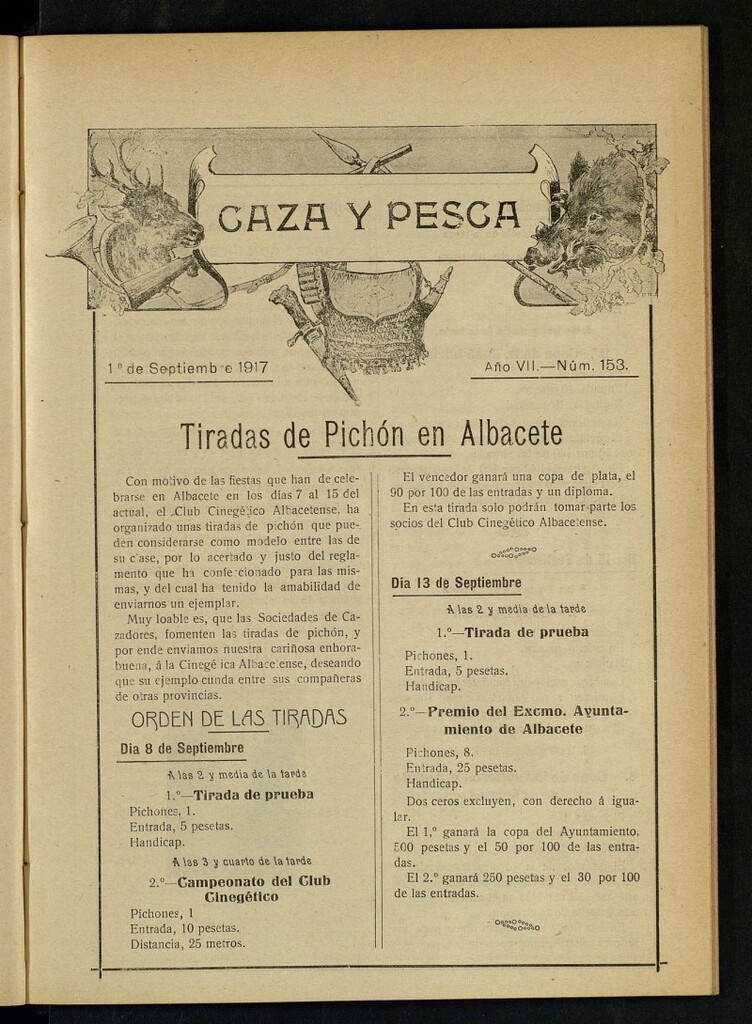 CAZA Y PESCA
1º de Septiembre 1917
Año VII.—Núm. 153.
Tiradas de Pichón en Albacete
Con motivo de las fiestas que han de cele-
brarse en Albacete en los días 7 al 15 del
actual, el Club Cinegético Albacetense, ha
organizado unas tiradas de pichón que pue-
den considerarse como modelo entre las de
su clase, por lo acertado y justo del regla-
mento que ha confeccionado para las mis-
mas, y del cual ha tenido la amabilidad de
enviarnos un ejemplar.
Muy loable es, que las Sociedades de Ca-
zadores, fomenten las tiradas de pichón, y
por ende enviamos nuestra cariñosa enhora-
buena, á la Cinegética Albacetense, deseando
que su ejemplo cunda entre sus compañeras
de otras provincias.
ORDEN DE LAS TIRADAS
Dia 8 de Septiembre
A las 2 y media de la tarde
1.º—Tirada de prueba
Pichones, 1.
Entrada, 5 pesetas.
Handicap.
A las 3 y cuarto de la tarde
2.º—Campeonato del Club
Cinegético
Pichones, 1
Entrada, 10 pesetas.
Distancia, 25 metros.
El vencedor ganará una copa de plata, el
90 por 100 de las entradas y un diploma.
En esta tirada solo podrán tomar parte los
socios del Club Cinegético Albacetense.
Dia 13 de Septiembre
A las 2 y media de la tarde
1.º—Tirada de prueba
Pichones, 1.
Entrada, 5 pesetas.
Handicap.
2.º—Premio del Excmo. Ayunta-
miento de Albacete
Pichones, 8.
Entrada, 25 pesetas.
Handicap.
Dos ceros excluyen, con derecho á igua-
lar.
El 1.º ganará la copa del Ayuntamiento,
500 pesetas y el 50 por 100 de las entra-
das.
El 2.º ganará 250 pesetas y el 30 por 100
de las entradas.